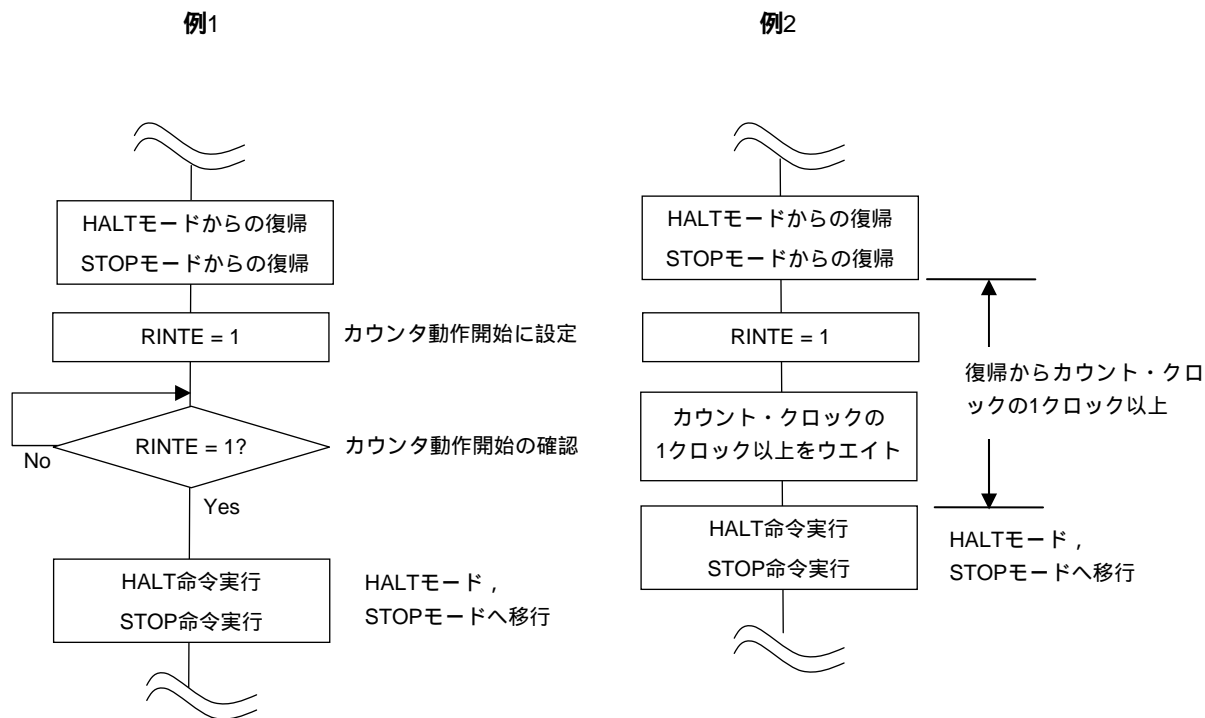 例1
HALTモードからの復帰
STOPモードからの復帰
RINTE = 1
カウンタ動作開始に設定
RINTE = 1?
カウンタ動作開始の確認
No
Yes
HALT命令実行
STOP命令実行
HALTモード，
STOPモードへ移行
例2
HALTモードからの復帰
STOPモードからの復帰
RINTE = 1
カウント・クロックの
1クロック以上をウエイト
復帰からカウント・クロ
ックの1クロック以上
HALT命令実行
STOP命令実行
HALTモード，
STOPモードへ移行